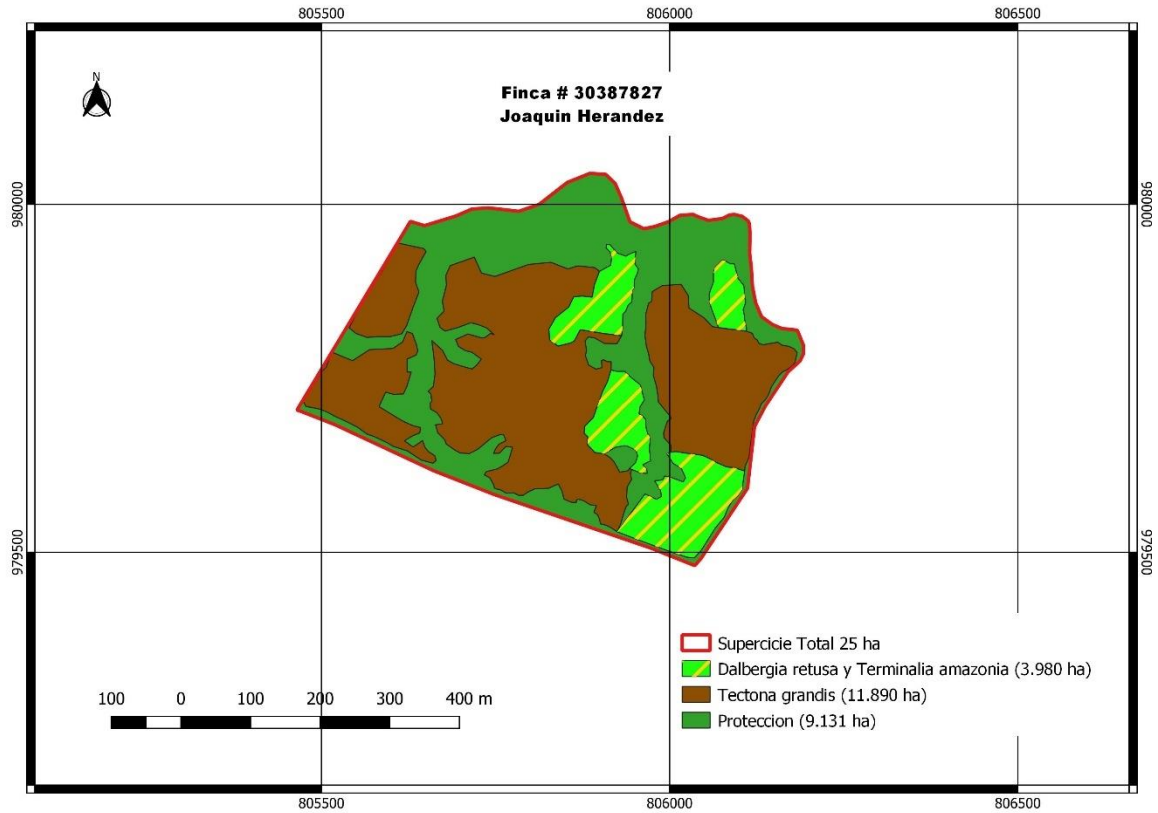 805500 806000 806500
N
Finca # 30387827
Joaquin Herandez
980000 980000
979500 979500
Supercicie Total 25 ha
Dalbergia retusa y Terminalia amazonia (3.980 ha)
Tectona grandis (11.890 ha)
Proteccion (9.131 ha)
100 0 100 200 300 400 m
805500 806000 806500